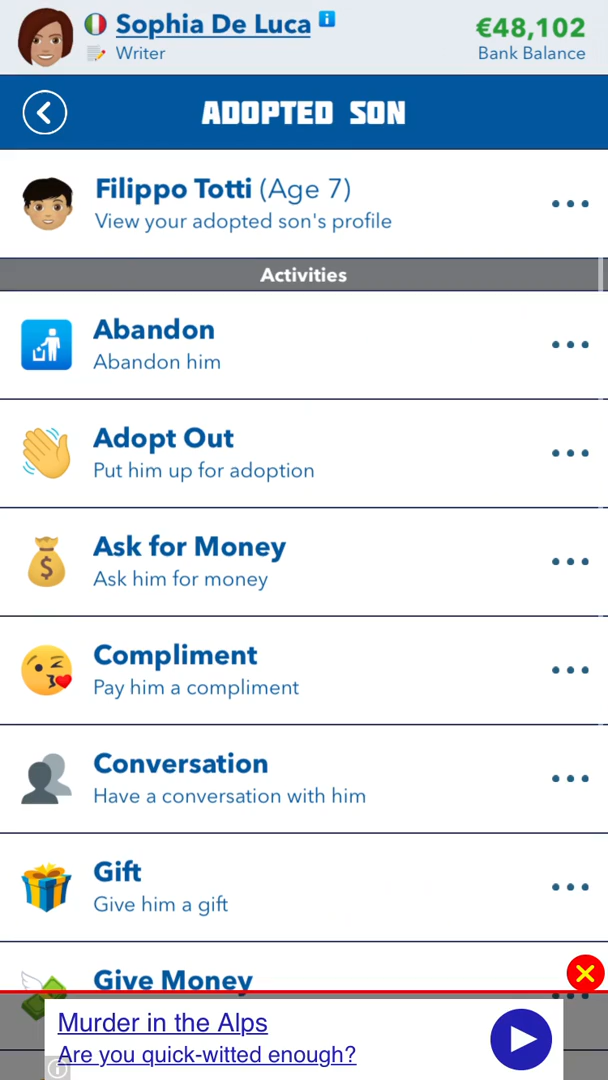 Sophia De Luca
€48,102
Writer
Bank Balance
ADOPTED SON
Filippo Totti (Age 7)
View your adopted son's profile
Activities
Abandon
Abandon him
Adopt Out
Put him up for adoption
Ask for Money
Ask him for money
Compliment
Pay him a compliment
Conversation
Have a conversation with him
Gift
Give him a gift
Give Money
Murder in the Alps
Are you quick-witted enough?